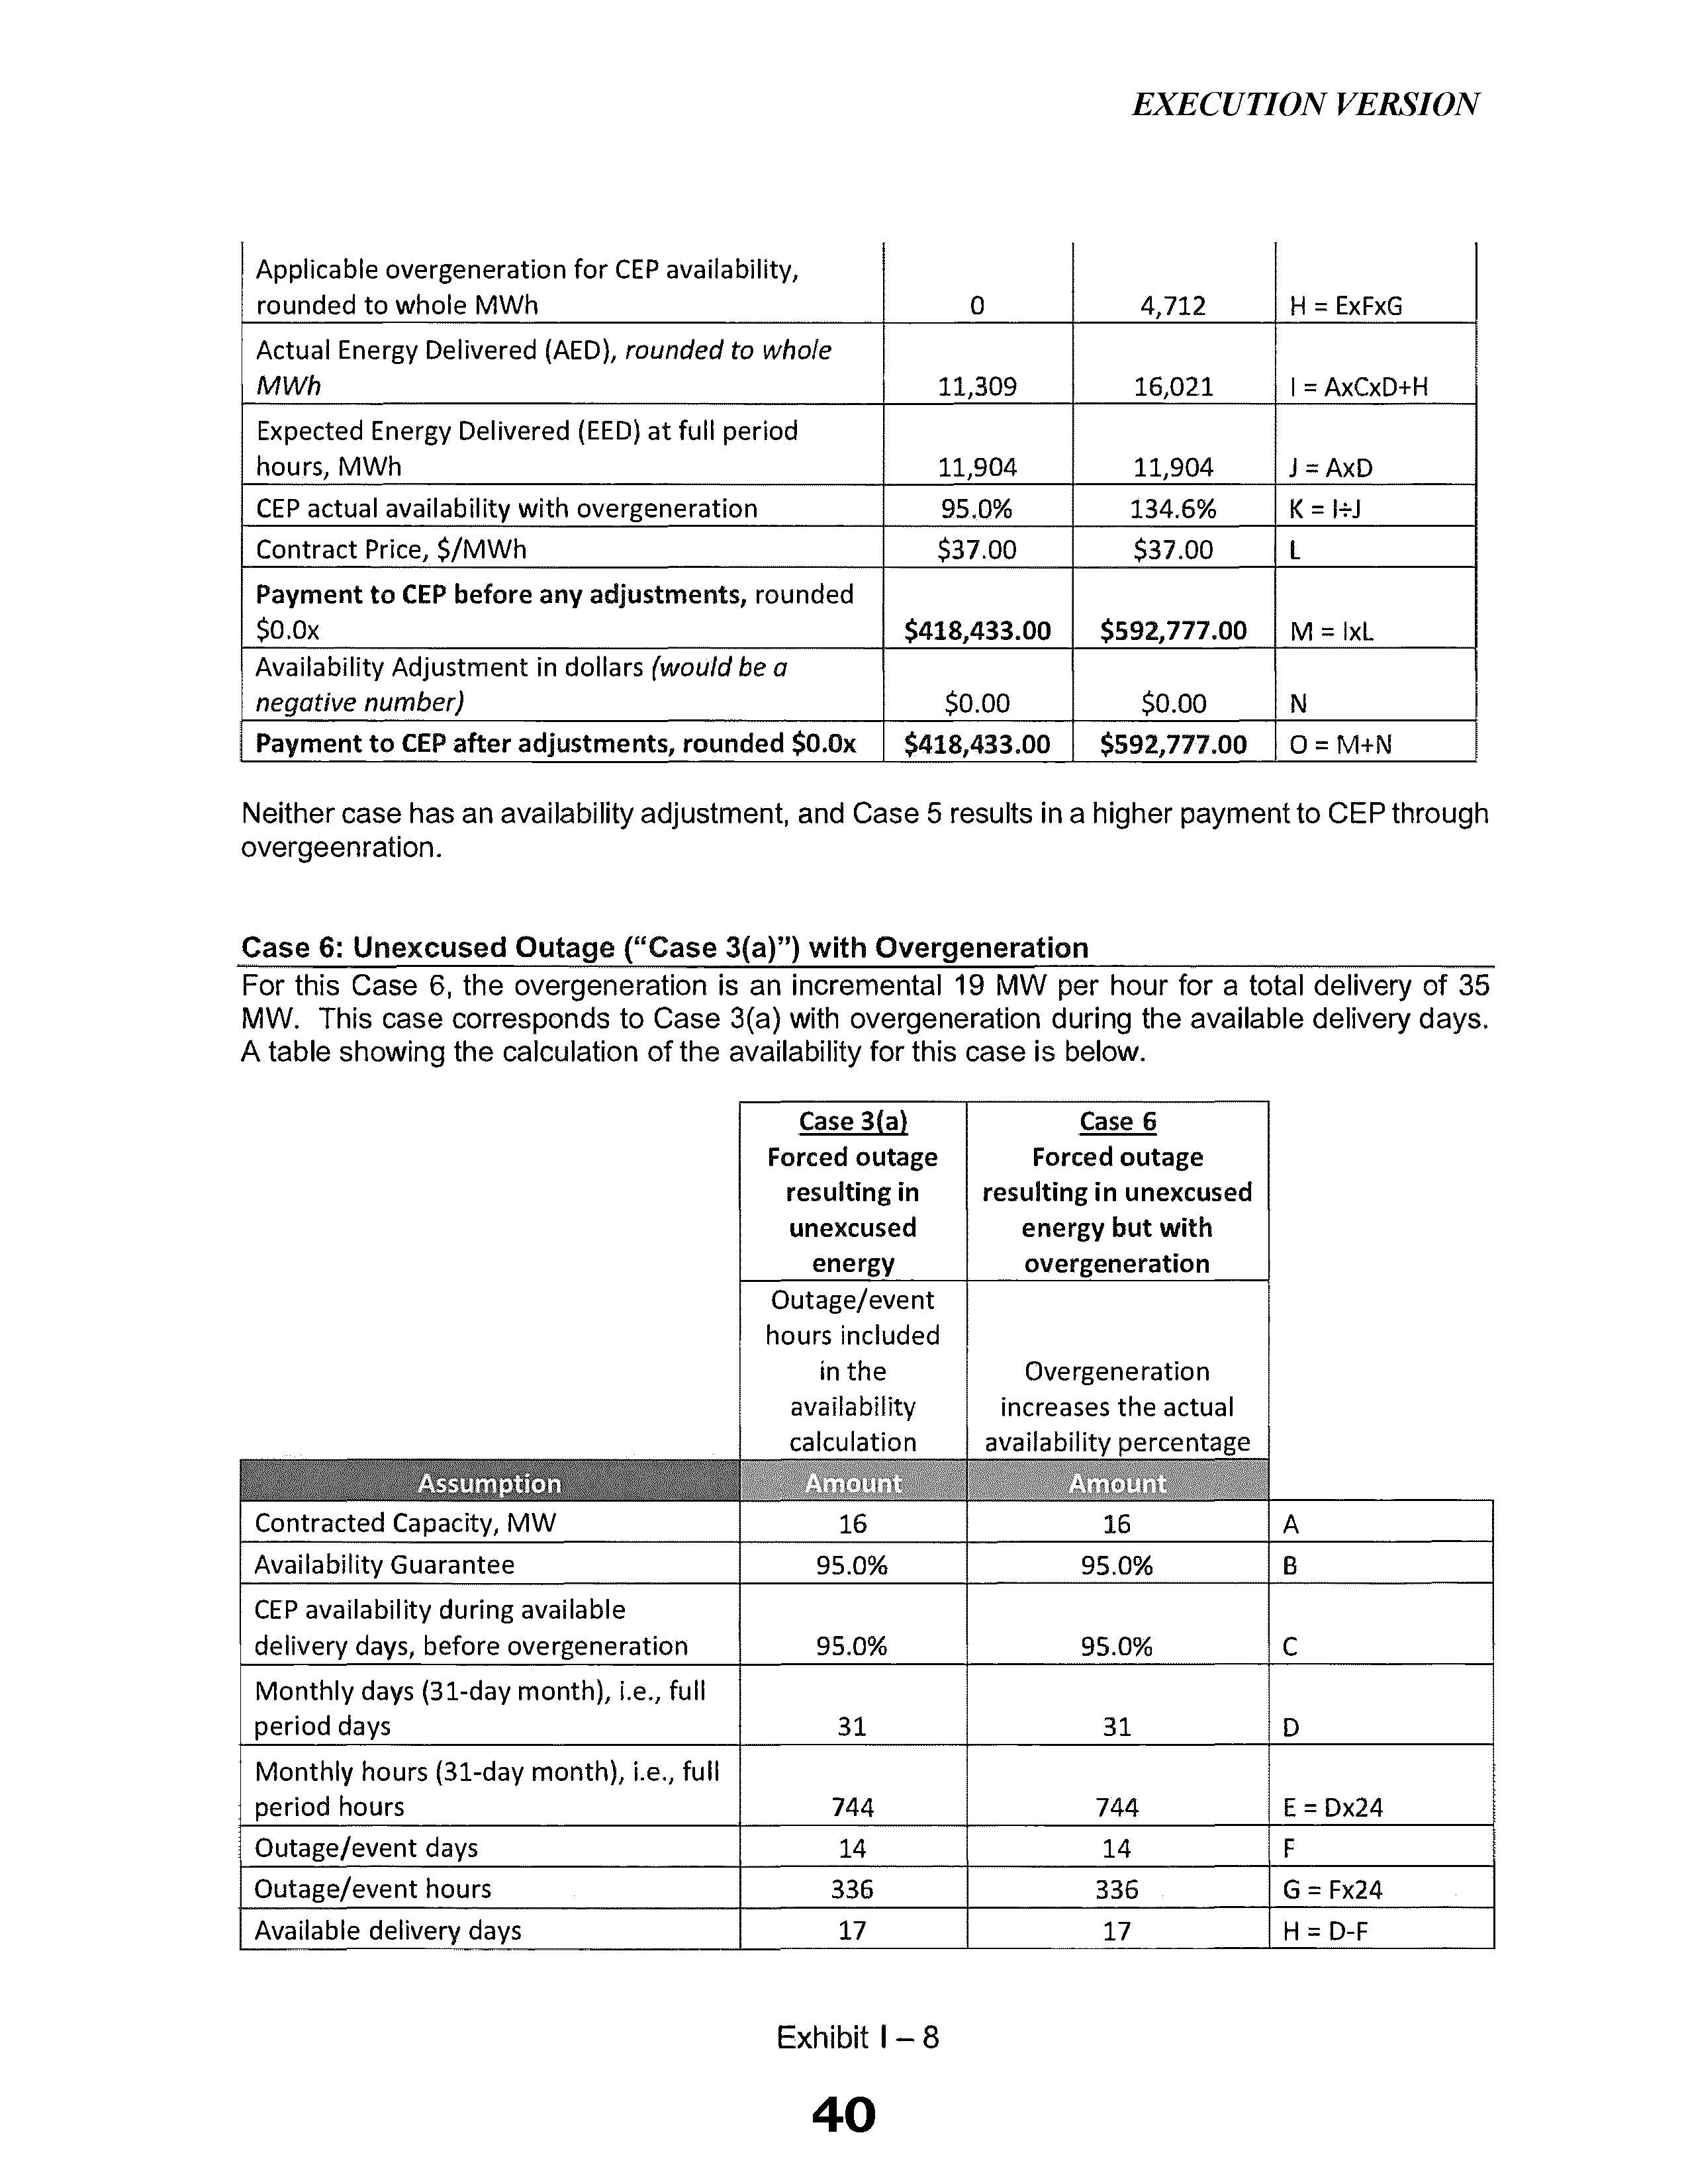 EXECUTION VERSION
Applicable overgeneration for CEP availability,
rounded to whole MWh 0 4,712 H = ExFxG
Actual Energy Delivered (AED), rounded to whole
MWh 11,309 16,021 I = AxCxD+H
Expected Energy Delivered (EED) at full period
hours, MWh 11,904 11,904 J = AxD
CEP actual availability with overgeneration 95.0% 134.6% K = I÷J
Contract Price, $/MWh $37.00 $37.00 L
Payment to CEP before any adjustments, rounded
$0.0x $418,433.00 $592,777.00 M = IxL
Availability Adjustment in dollars (would be a
negative number) $0.00 $0.00 N
Payment to CEP after adjustments, rounded $0.0x $418,433.00 $592,777.00 O = M+N
Neither case has an availability adjustment, and Case 5 results in a higher payment to CEP through
overgeenration.
Case 6: Unexcused Outage (“Case 3(a)”) with Overgeneration
For this Case 6, the overgeneration is an incremental 19 MW per hour for a total delivery of 35
MW. This case corresponds to Case 3(a) with overgeneration during the available delivery days.
A table showing the calculation of the availability for this case is below.
Case 3(a) Case 6
Forced outage Forced outage
resulting in resulting in unexcused
unexcused energy but with
energy overgeneration
Outage/event
hours included
in the Overgeneration
availability increases the actual
calculation availability percentage
Assumption Amount Amount
Contracted Capacity, MW 16 16 A
Availability Guarantee 95.0% 95.0% B
CEP availability during available
delivery days, before overgeneration 95.0% 95.0% C
Monthly days (31-day month), i.e., full
period days 31 31 D
Monthly hours (31-day month), i.e., full
period hours 744 744 E = Dx24
Outage/event days 14 14 F
Outage/event hours 336 336 G = Fx24
Available delivery days 17 17 H = D-F
Exhibit I – 8
40